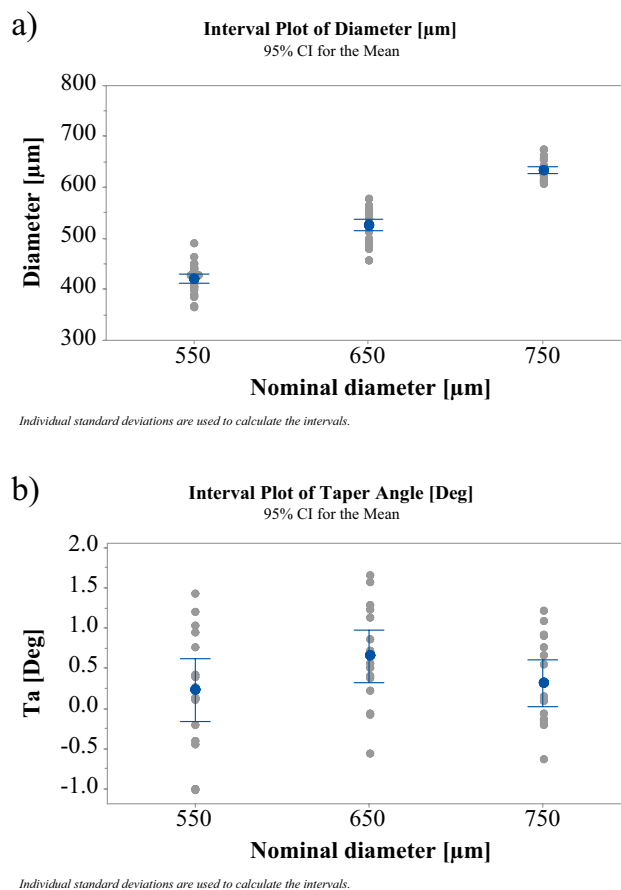 a)
Interval Plot of Diameter [µm]
95% CI for the Mean
800
700
600
500
400
300
Diameter [µm]
550 650 750
Nominal diameter [µm]
Individual standard deviations are used to calculate the intervals.
b)
Interval Plot of Taper Angle [Deg]
95% CI for the Mean
2.0
1.5
1.0
0.5
0.0
-0.5
-1.0
Ta [Deg]
550 650 750
Nominal diameter [µm]
Individual standard deviations are used to calculate the intervals.